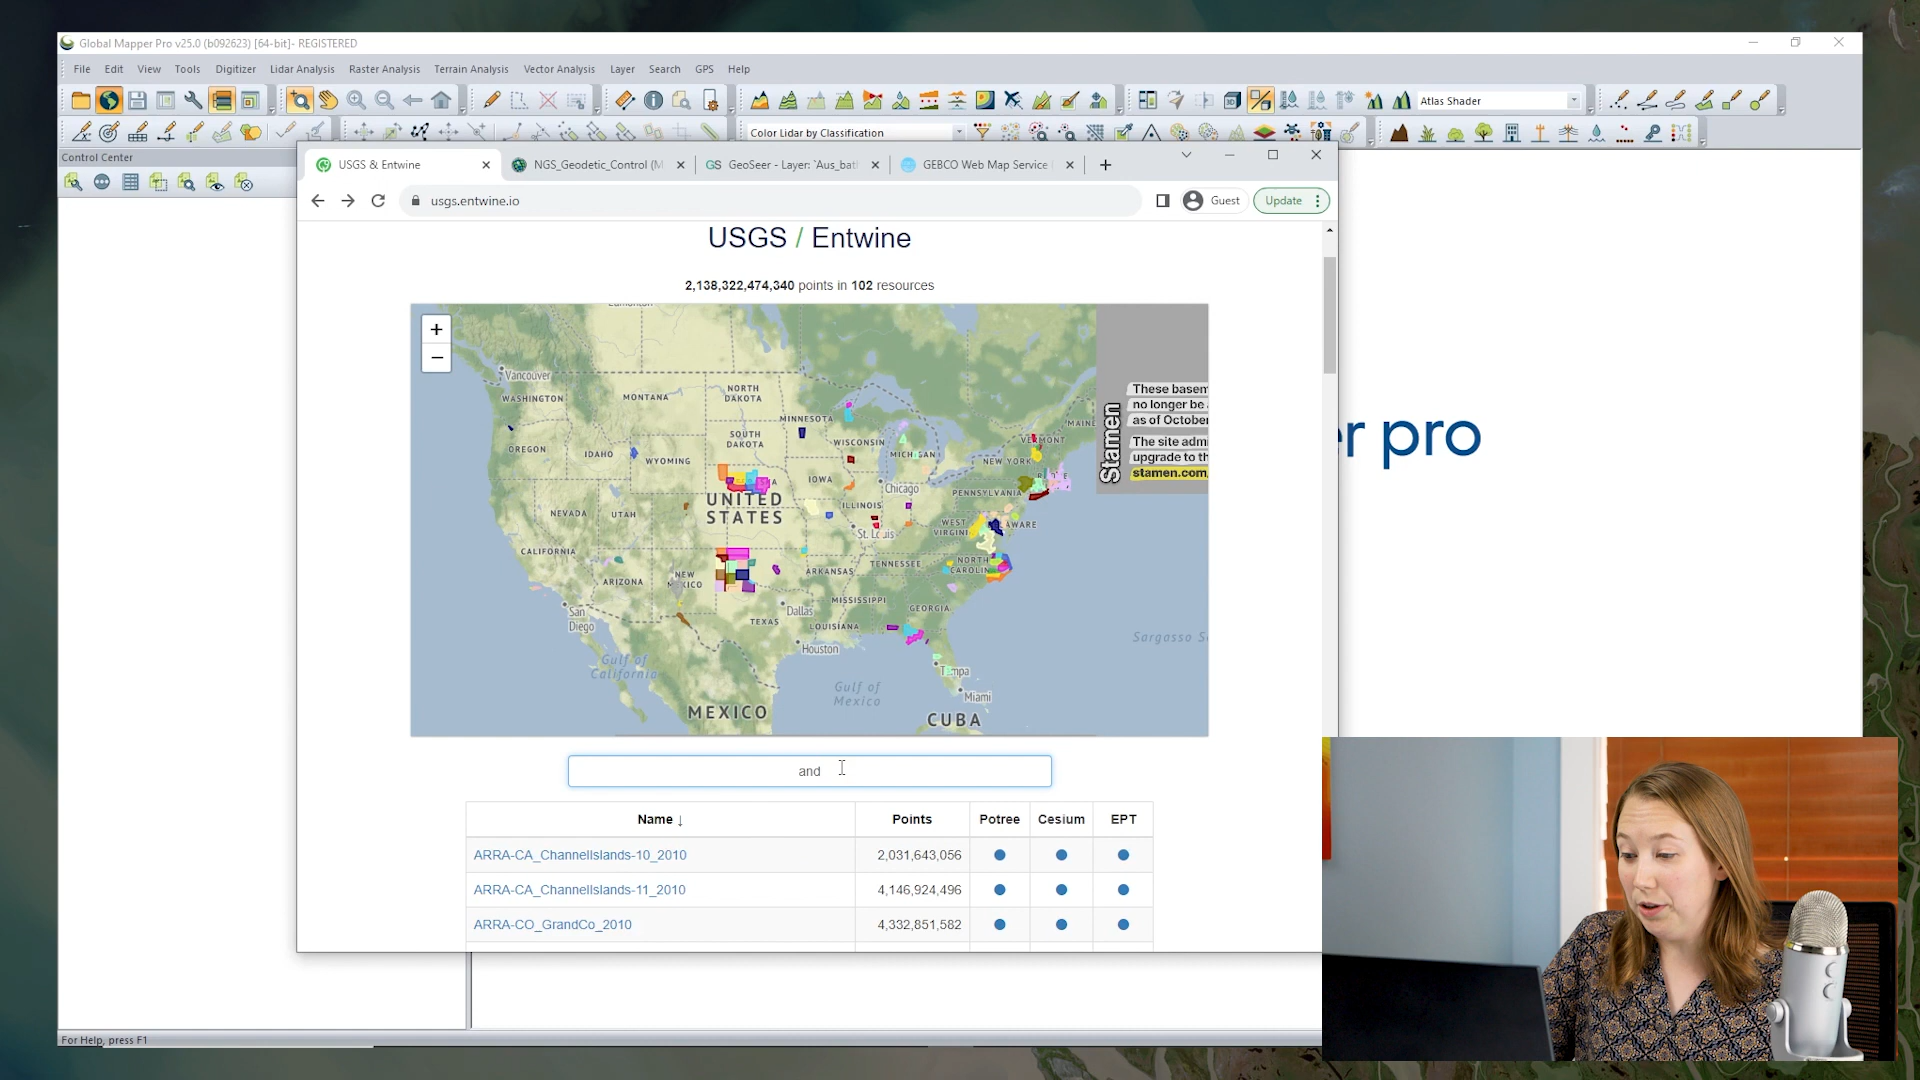 Global Mapper Pro v25.0 (b092623) [64-bit]- REGISTERED
File Edit View Tools Digitizer Lidar Analysis Raster Analysis Terrain Analysis Vector Analysis Layer Search GPS Help
Atlas Shader
Color Lidar by Classification
Control Center
USGS & Entwine
NGS_Geodetic_Control (M
GS GeoSeer - Layer: `Aus_bat
GEBCO Web Map Service
usgs.entwine.io
Guest
Update
USGS / Entwine
2,138,322,474,340 points in 102 resources
+
−
Vancouver
WASHINGTON
MONTANA
NORTH
DAKOTA
MINNESOTA
OREGON
IDAHO
WYOMING
SOUTH
DAKOTA
WISCONSIN
MICHIGAN
VERMONT
MAINE
NEW YORK
IOWA
Chicago
PENNSYLVANIA
UNITED
STATES
NEVADA
UTAH
ILLINOIS
St. Louis
WEST
VIRGINIA
CALIFORNIA
ARIZONA
NEW
MEXICO
ARKANSAS
TENNESSEE
NORTH
CAROLINA
San
Diego
TEXAS
Dallas
MISSISSIPPI
LOUISIANA
GEORGIA
Houston
Gulf of
California
Gulf of
Mexico
Tampa
Miami
MEXICO
CUBA
Sargasso S
Stamen
These basem
no longer be
as of October
The site adm
upgrade to th
stamen.com
er pro
and
Name ↓ Points Potree Cesium EPT
ARRA-CA_ChannelIslands-10_2010 2,031,643,056
ARRA-CA_ChannelIslands-11_2010 4,146,924,496
ARRA-CO_GrandCo_2010 4,332,851,582
For Help, press F1